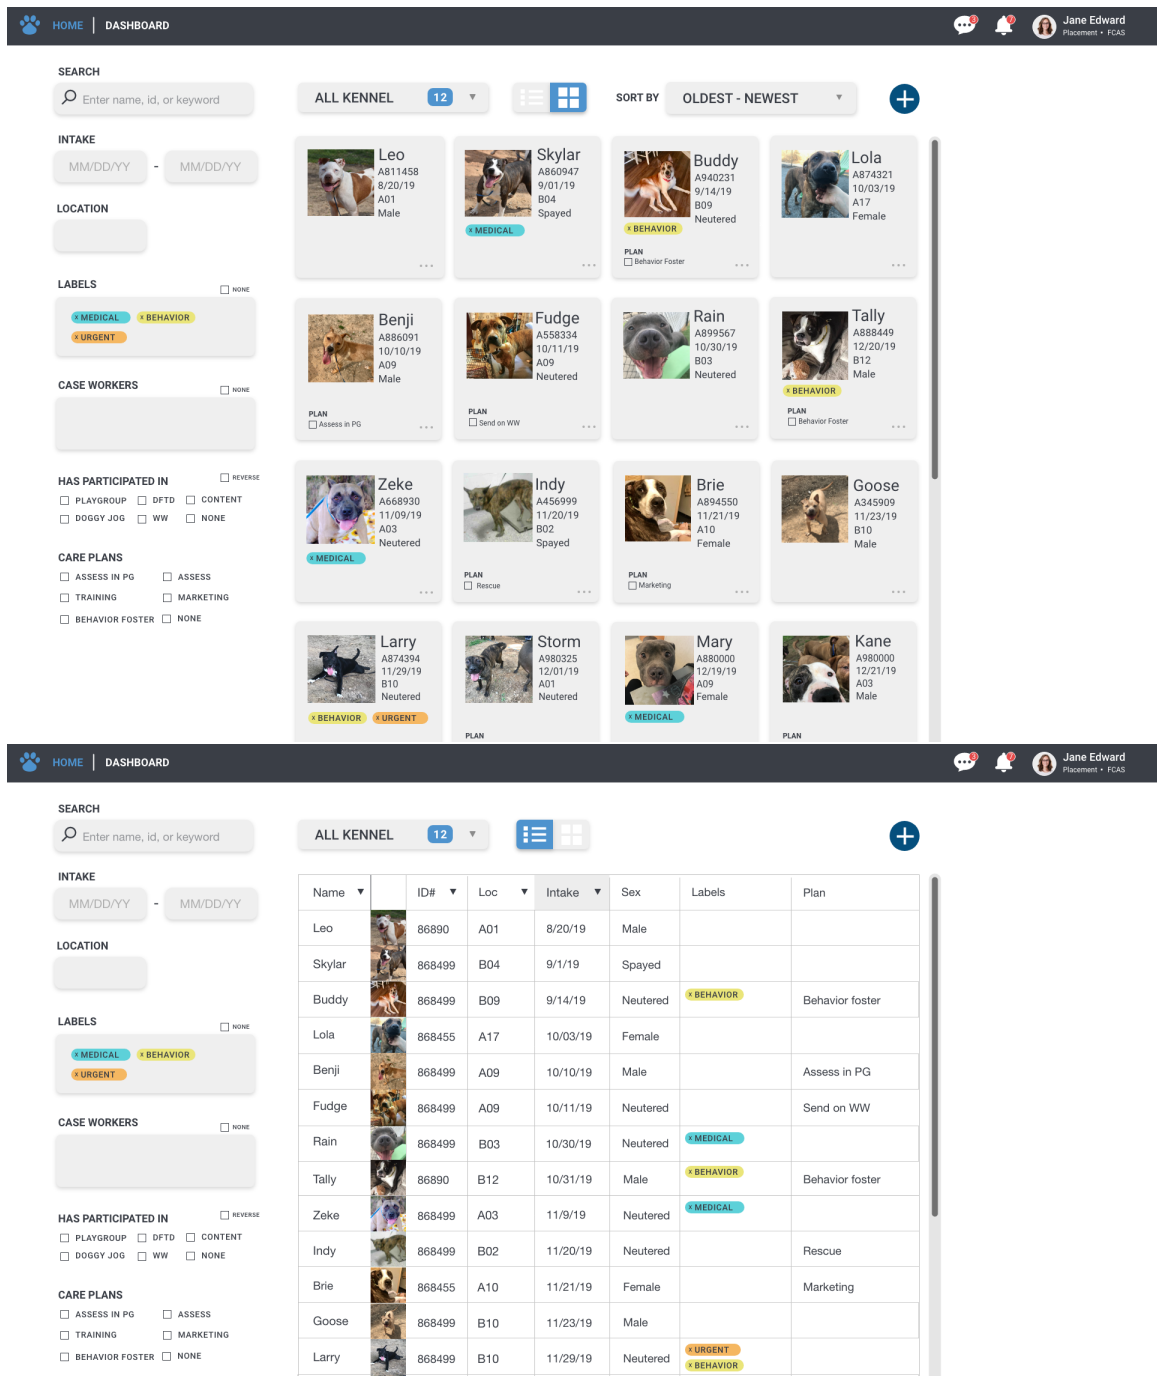 HOME | DASHBOARD
3
7
Jane Edward
Placement • FCAS
SEARCH
Enter name, id, or keyword
INTAKE
MM/DD/YY - MM/DD/YY
LOCATION
LABELS
NONE
x MEDICAL x BEHAVIOR
x URGENT
CASE WORKERS
NONE
HAS PARTICIPATED IN
REVERSE
PLAYGROUP DFTD CONTENT
DOGGY JOG WW NONE
CARE PLANS
ASSESS IN PG ASSESS
TRAINING MARKETING
BEHAVIOR FOSTER NONE
ALL KENNEL 12 ▼
SORT BY OLDEST - NEWEST ▼
Leo
A811458
8/20/19
A01
Male
Skylar
A860947
9/01/19
B04
Spayed
x MEDICAL
Buddy
A940231
9/14/19
B09
Neutered
x BEHAVIOR
PLAN
Behavior Foster
Lola
A874321
10/03/19
A17
Female
Benji
A886091
10/10/19
A09
Male
PLAN
Assess in PG
Fudge
A558334
10/11/19
A09
Neutered
PLAN
Send on WW
Rain
A899567
10/30/19
B03
Neutered
Tally
A888449
12/20/19
B12
Male
x BEHAVIOR
PLAN
Behavior Foster
Zeke
A668930
11/09/19
A03
Neutered
x MEDICAL
Indy
A456999
11/20/19
B02
Spayed
PLAN
Rescue
Brie
A894550
11/21/19
A10
Female
PLAN
Marketing
Goose
A345909
11/23/19
B10
Male
Larry
A874394
11/29/19
B10
Neutered
x BEHAVIOR x URGENT
Storm
A980325
12/01/19
A01
Neutered
PLAN
Mary
A880000
12/19/19
A09
Female
x MEDICAL
Kane
A980000
12/21/19
A03
Male
PLAN
HOME | DASHBOARD
3
7
Jane Edward
Placement • FCAS
SEARCH
Enter name, id, or keyword
INTAKE
MM/DD/YY - MM/DD/YY
LOCATION
LABELS
NONE
x MEDICAL x BEHAVIOR
x URGENT
CASE WORKERS
NONE
HAS PARTICIPATED IN
REVERSE
PLAYGROUP DFTD CONTENT
DOGGY JOG WW NONE
CARE PLANS
ASSESS IN PG ASSESS
TRAINING MARKETING
BEHAVIOR FOSTER NONE
ALL KENNEL 12 ▼
Name ▼ ID# ▼ Loc ▼ Intake ▼ Sex Labels Plan
Leo 86890 A01 8/20/19 Male
Skylar 868499 B04 9/1/19 Spayed
Buddy 868499 B09 9/14/19 Neutered x BEHAVIOR Behavior foster
Lola 868455 A17 10/03/19 Female
Benji 868499 A09 10/10/19 Male Assess in PG
Fudge 868499 A09 10/11/19 Neutered Send on WW
Rain 868499 B03 10/30/19 Neutered x MEDICAL
Tally 86890 B12 10/31/19 Male x BEHAVIOR Behavior foster
Zeke 868499 A03 11/9/19 Neutered x MEDICAL
Indy 868499 B02 11/20/19 Neutered Rescue
Brie 868455 A10 11/21/19 Female Marketing
Goose 868499 B10 11/23/19 Male
Larry 868499 B10 11/29/19 Neutered x URGENT
x BEHAVIOR